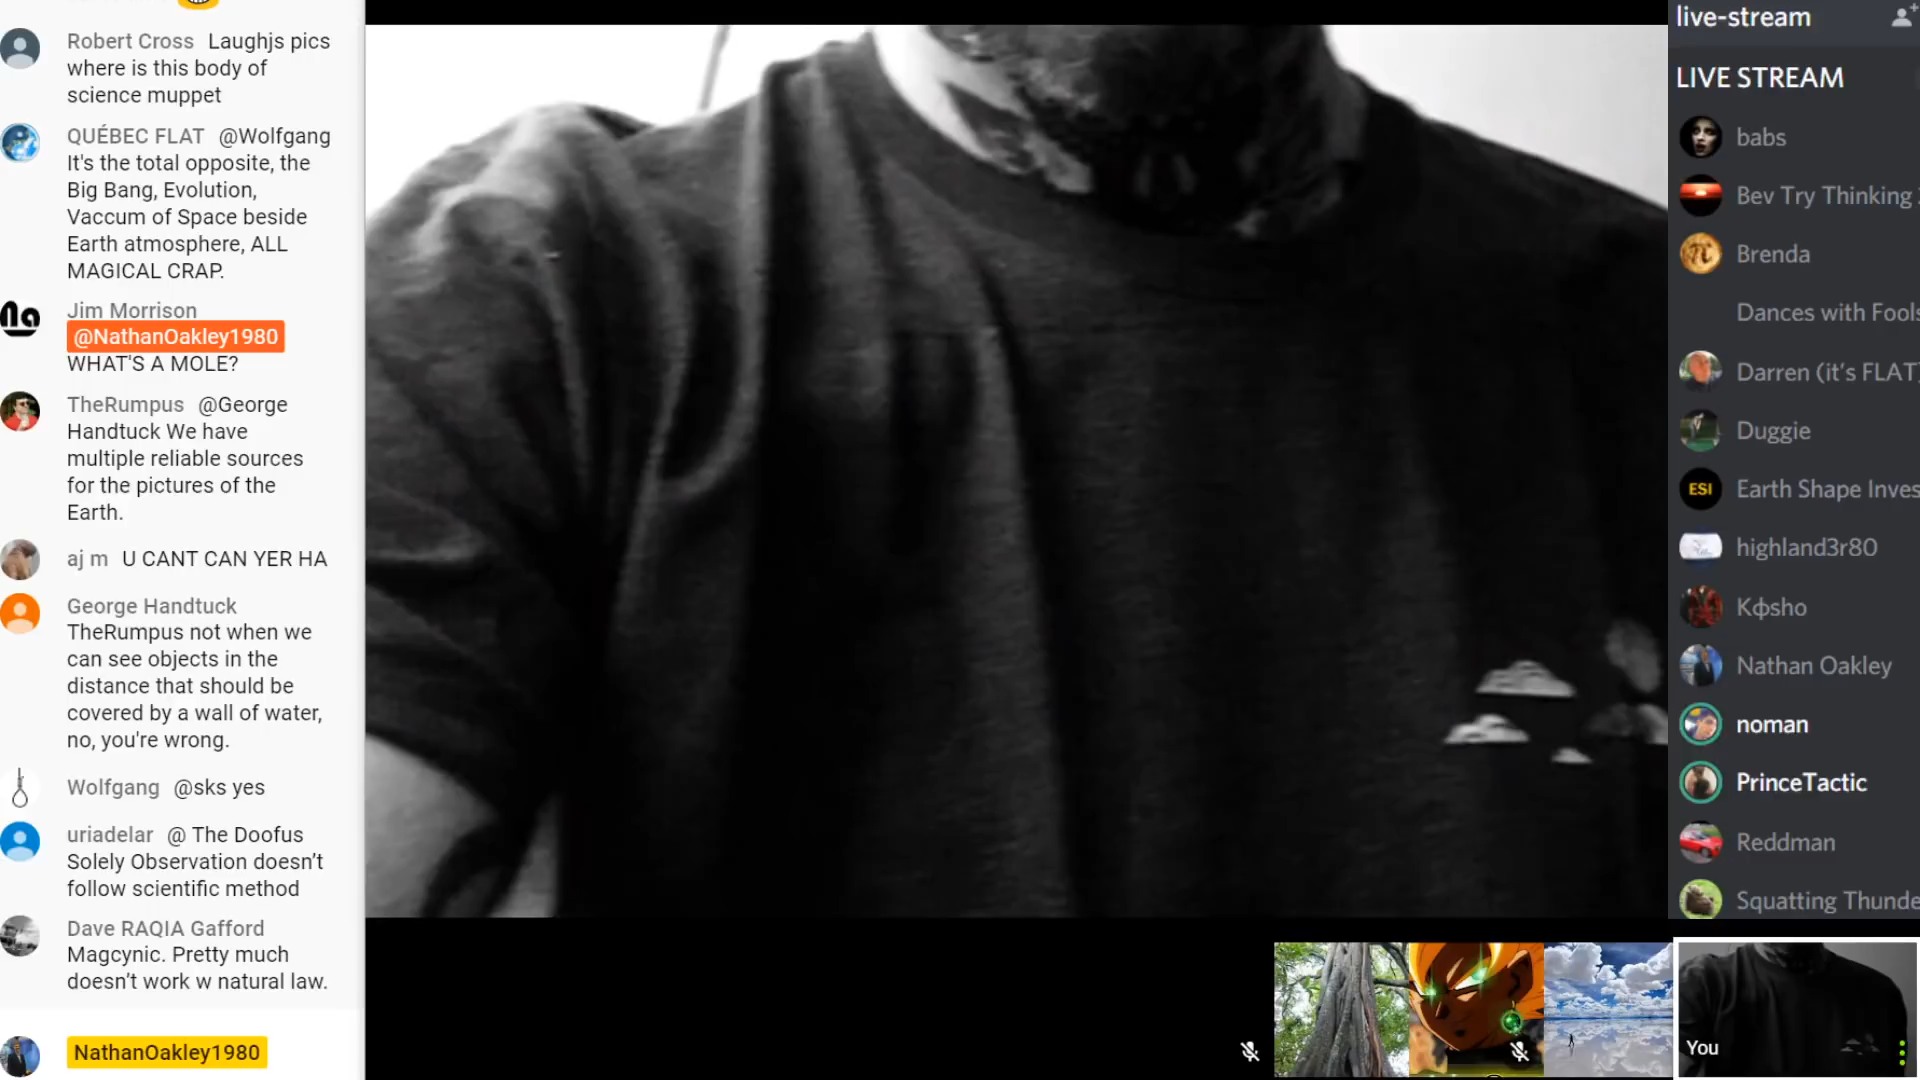 Robert Cross Laughjs pics
where is this body of
science muppet
QUÉBEC FLAT @Wolfgang
It's the total opposite, the
Big Bang, Evolution,
Vaccum of Space beside
Earth atmosphere, ALL
MAGICAL CRAP.
Jim Morrison
@NathanOakley1980
WHAT'S A MOLE?
TheRumpus @George
Handtuck We have
multiple reliable sources
for the pictures of the
Earth.
aj m U CANT CAN YER HA
George Handtuck
TheRumpus not when we
can see objects in the
distance that should be
covered by a wall of water,
no, you're wrong.
Wolfgang @sks yes
uriadelar @ The Doofus
Solely Observation doesn't
follow scientific method
Dave RAQIA Gafford
Magcynic. Pretty much
doesn't work w natural law.
NathanOakley1980
live-stream
LIVE STREAM
babs
Bev Try Thinking
Brenda
Dances with Fools
Darren (it's FLAT)
Duggie
ESI Earth Shape Inves
highland3r80
Kφsho
Nathan Oakley
noman
PrinceTactic
Reddman
Squatting Thunde
You